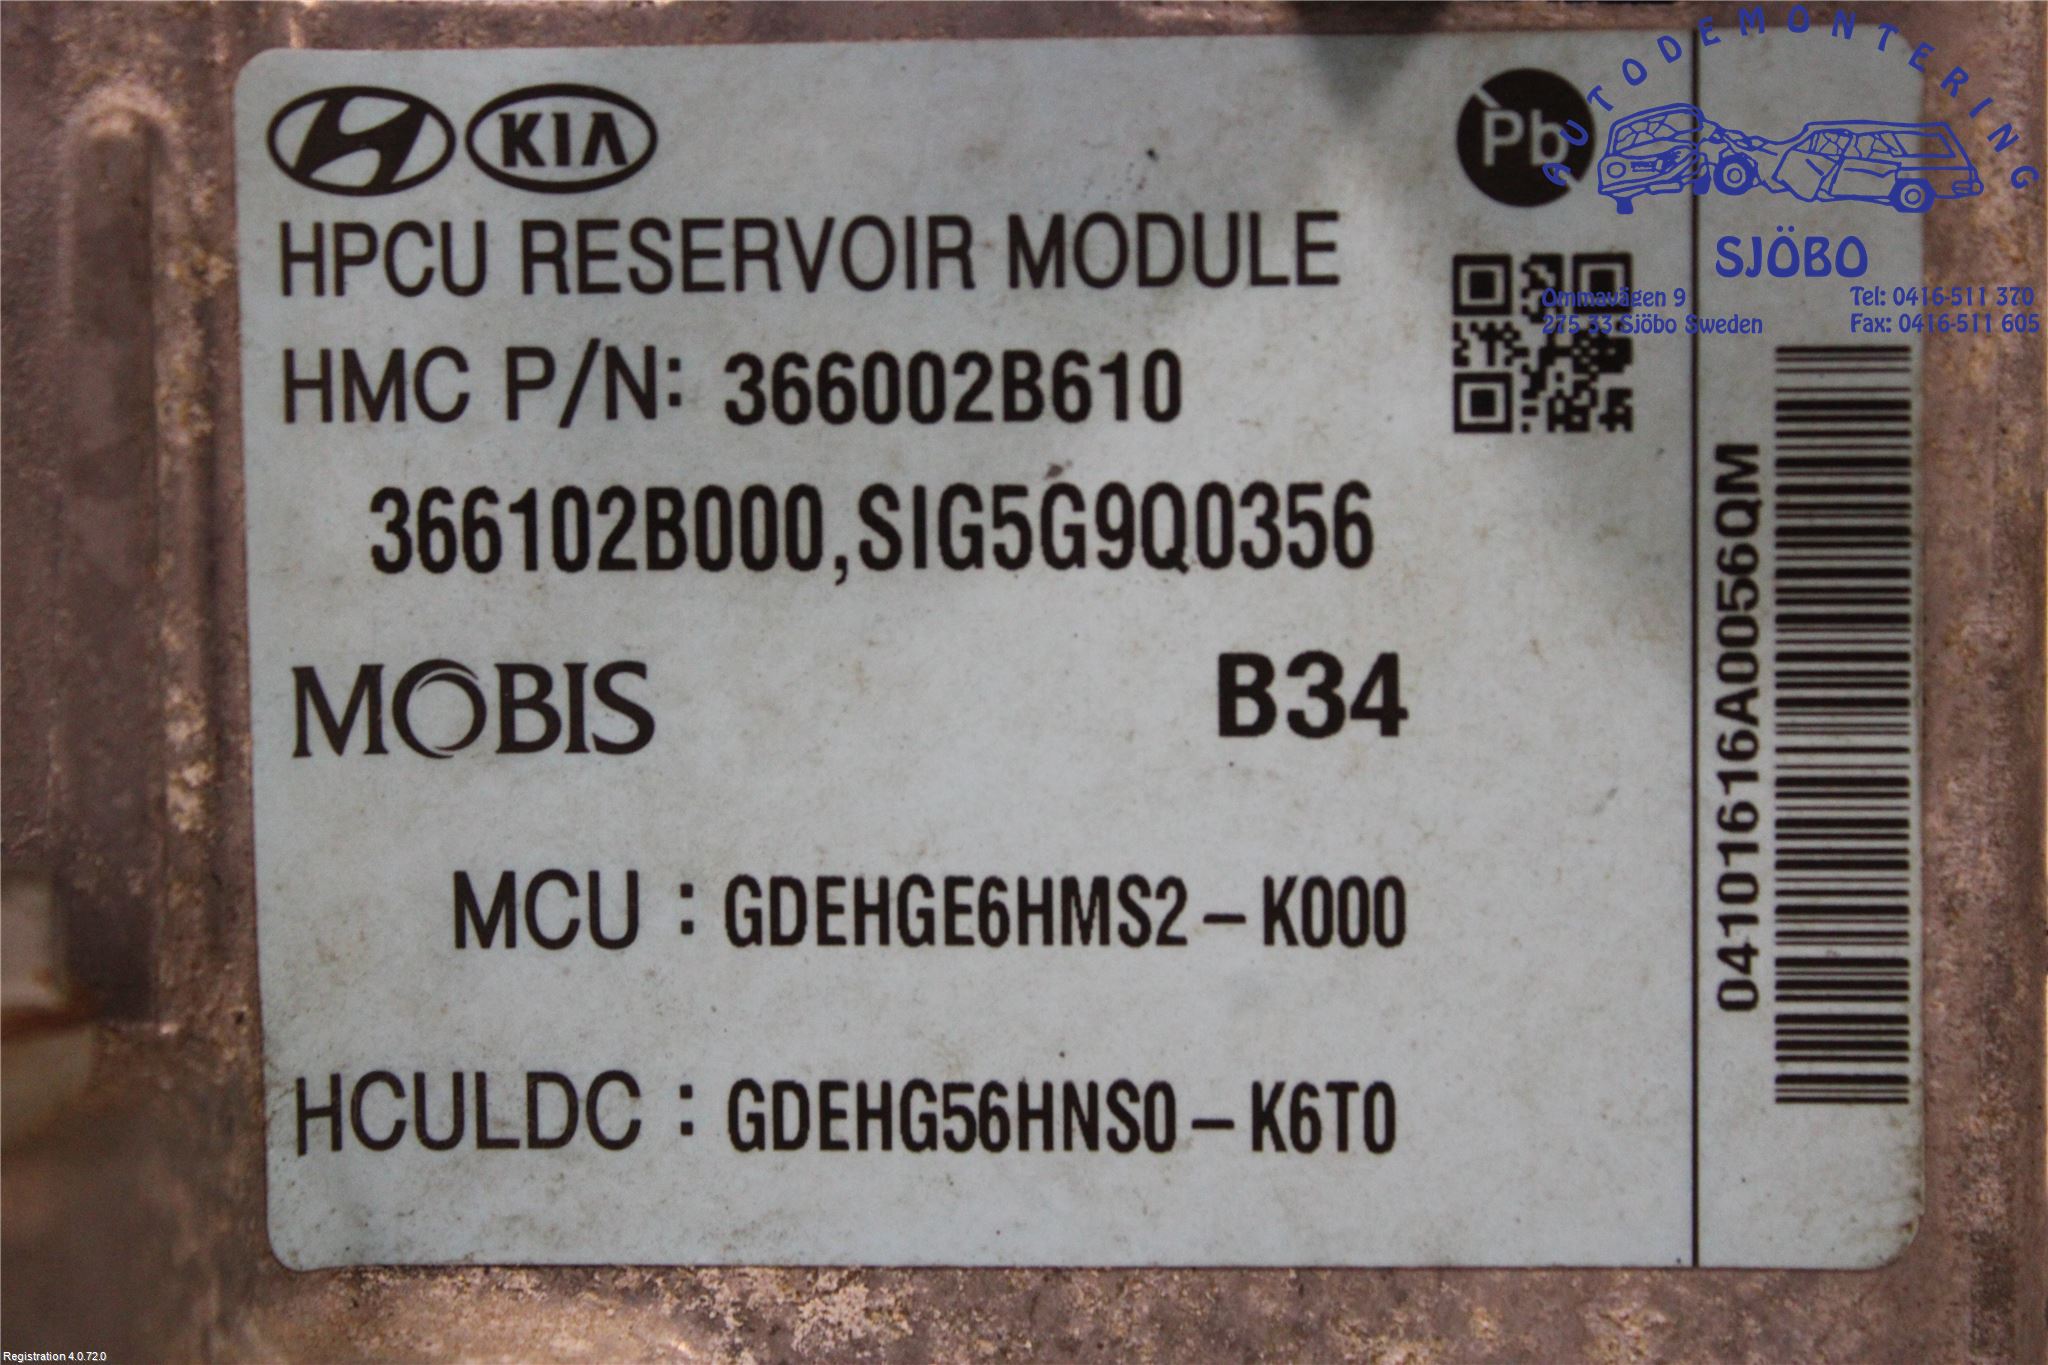 KIA
HPCU RESERVOIR MODULE
HMC P/N: 366002B610
366102B000,SIG5G9Q0356
MOBIS B34
MCU : GDEHGE6HMS2-K000
HCULDC : GDEHG56HNS0-K6T0
Pb
0410161616A0056QM
AUTODEMONTERING
SJÖBO
Ommavägen 9 Tel: 0416-511 370
275 33 Sjöbo Sweden Fax: 0416-511 605
Registration 4.0.72.0